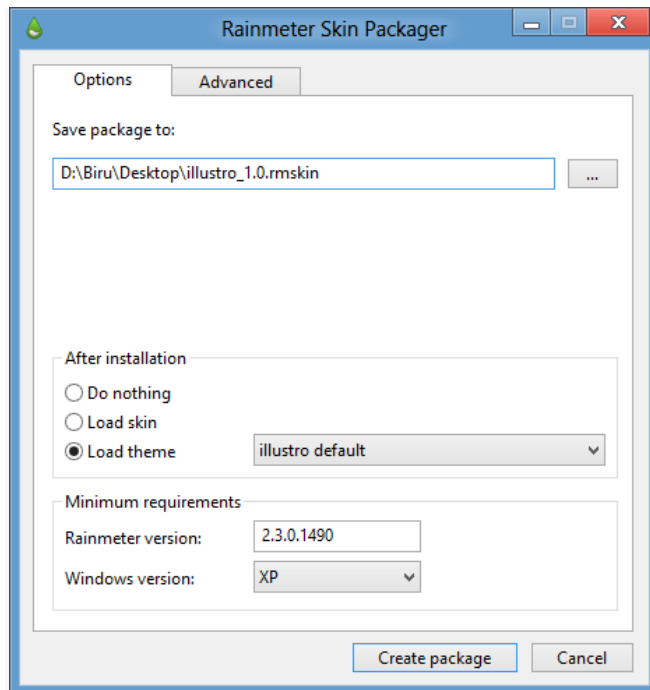 Rainmeter Skin Packager
Options
Advanced
Save package to:
D:\Biru\Desktop\illustro_1.0.rmskin
...
After installation
Do nothing
Load skin
Load theme
illustro default
Minimum requirements
Rainmeter version:
2.3.0.1490
Windows version:
XP
Create package
Cancel